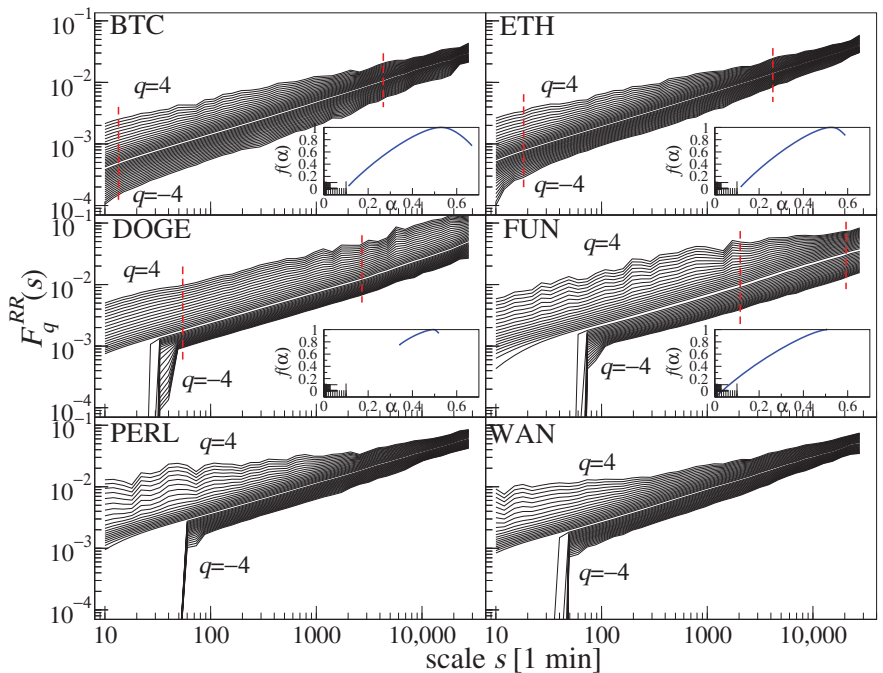 BTC
ETH
10⁻¹
10⁻²
10⁻³
10⁻⁴
q=4
q=4
q=−4
q=−4
f(α)
1
0.8
0.6
0.4
0.2
0
0.2
α
0.4
0.6
f(α)
1
0.8
0.6
0.4
0.2
0
0.2
α
0.4
0.6
DOGE
FUN
10⁻¹
10⁻²
10⁻³
10⁻⁴
q=4
q=4
q=−4
q=−4
f(α)
1
0.8
0.6
0.4
0.2
0
0.2
α
0.4
0.6
f(α)
1
0.8
0.6
0.4
0.2
0
0.2
α
0.4
0.6
F_q^{RR}(s)
PERL
WAN
10⁻¹
10⁻²
10⁻³
10⁻⁴
q=4
q=4
q=−4
q=−4
10
100
1000
10,000
10
100
1000
10,000
scale s [1 min]